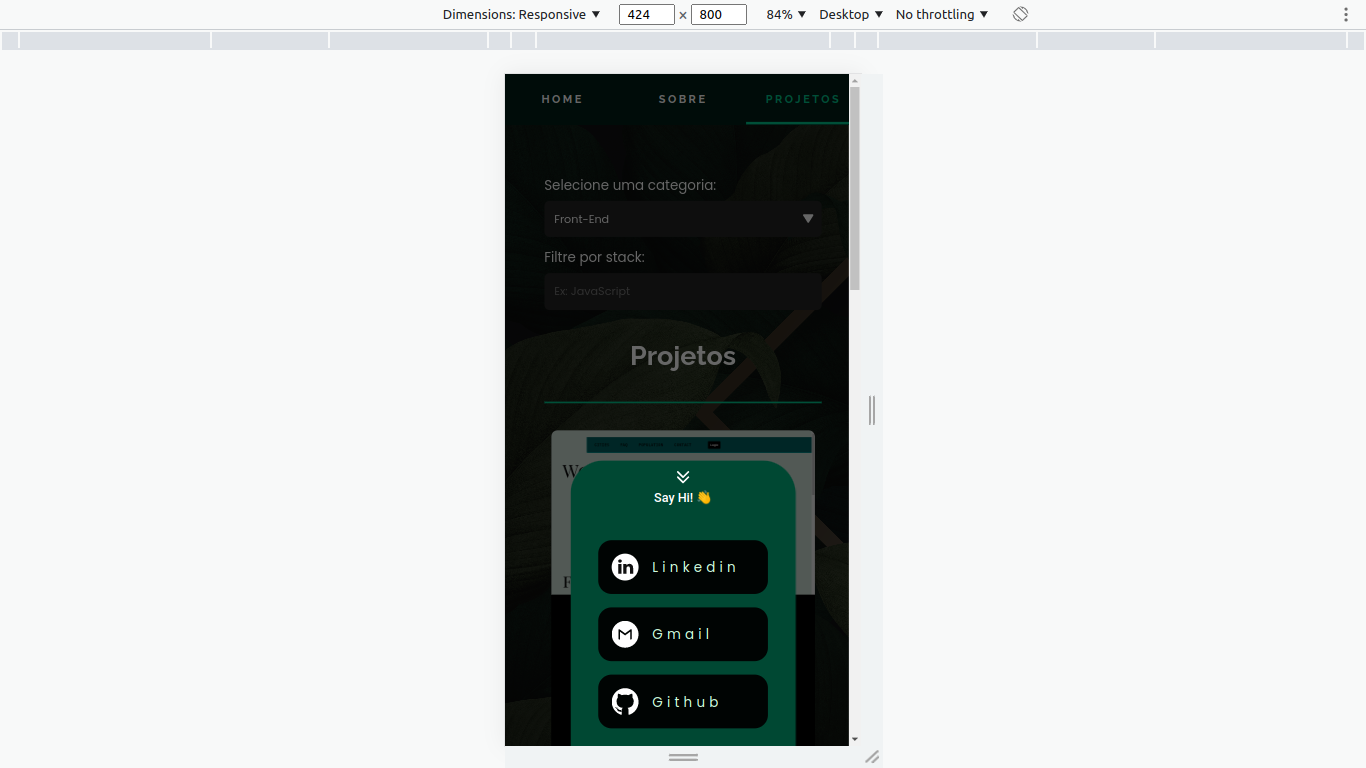 Dimensions: Responsive ▼ 424 × 800 84% ▼ Desktop ▼ No throttling ▼
HOME SOBRE PROJETOS
Selecione uma categoria:
Front-End
Filtre por stack:
Ex: JavaScript
Projetos
Say Hi! 👋
Linkedin
Gmail
Github